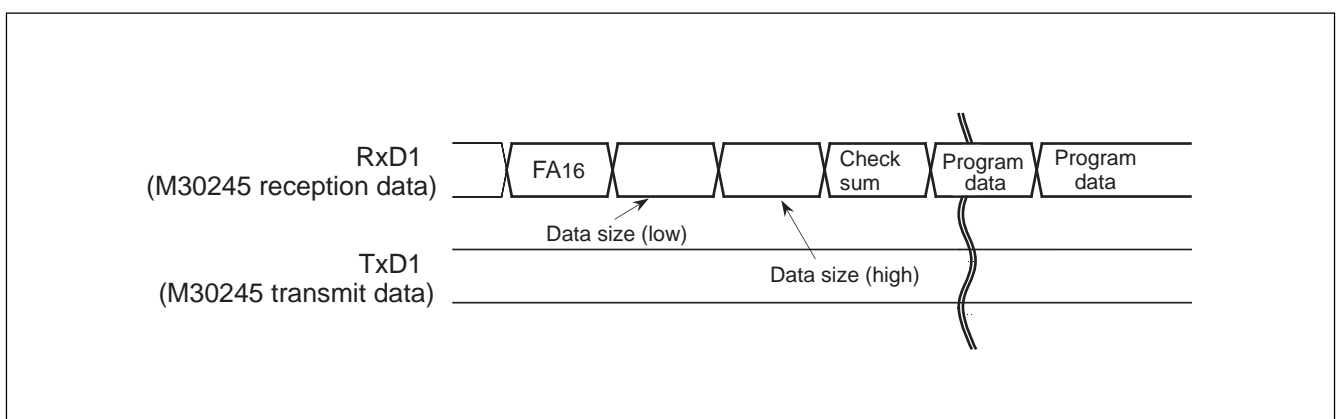 RxD1
(M30245 reception data)
FA16
Check
sum
Program
data
Program
data
Data size (low)
Data size (high)
TxD1
(M30245 transmit data)